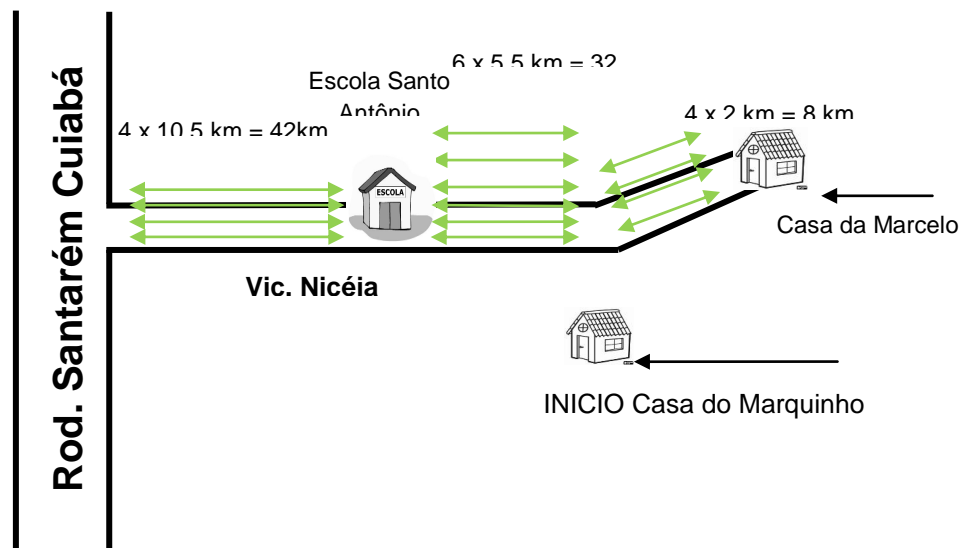 6 x 5,5 km = 32
Escola Santo
Antônio
4 x 10,5 km = 42km
4 x 2 km = 8 km
ESCOLA
Rod. Santarém Cuiabá
Casa da Marcelo
Vic. Nicéia
INICIO Casa do Marquinho